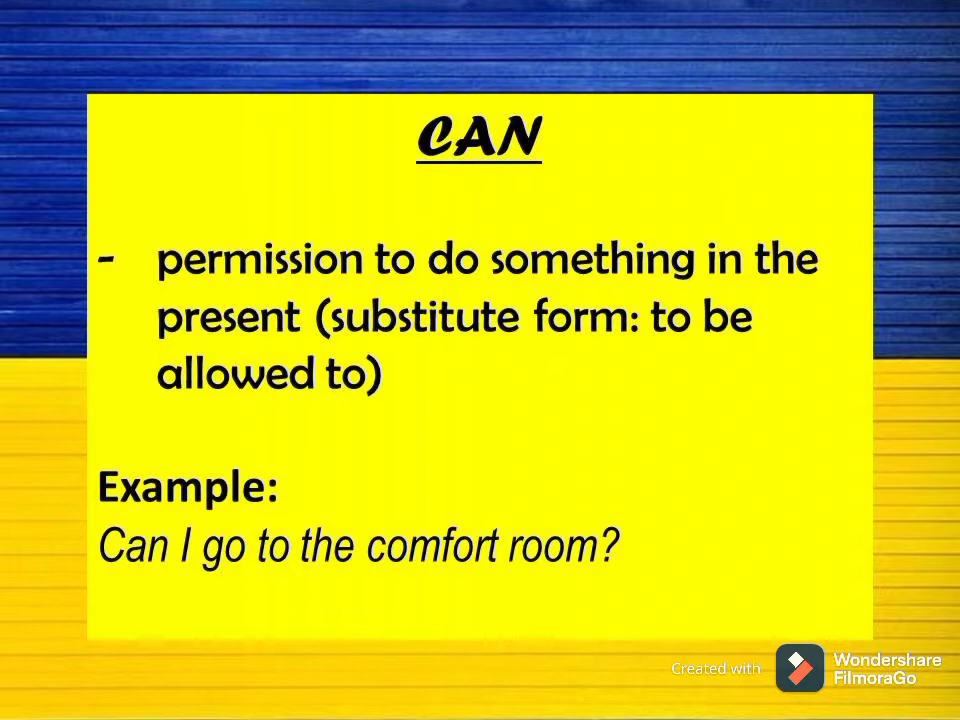 CAN
- permission to do something in the
present (substitute form: to be
allowed to)
Example:
Can I go to the comfort room?
Created with
Wondershare
FilmoraGo